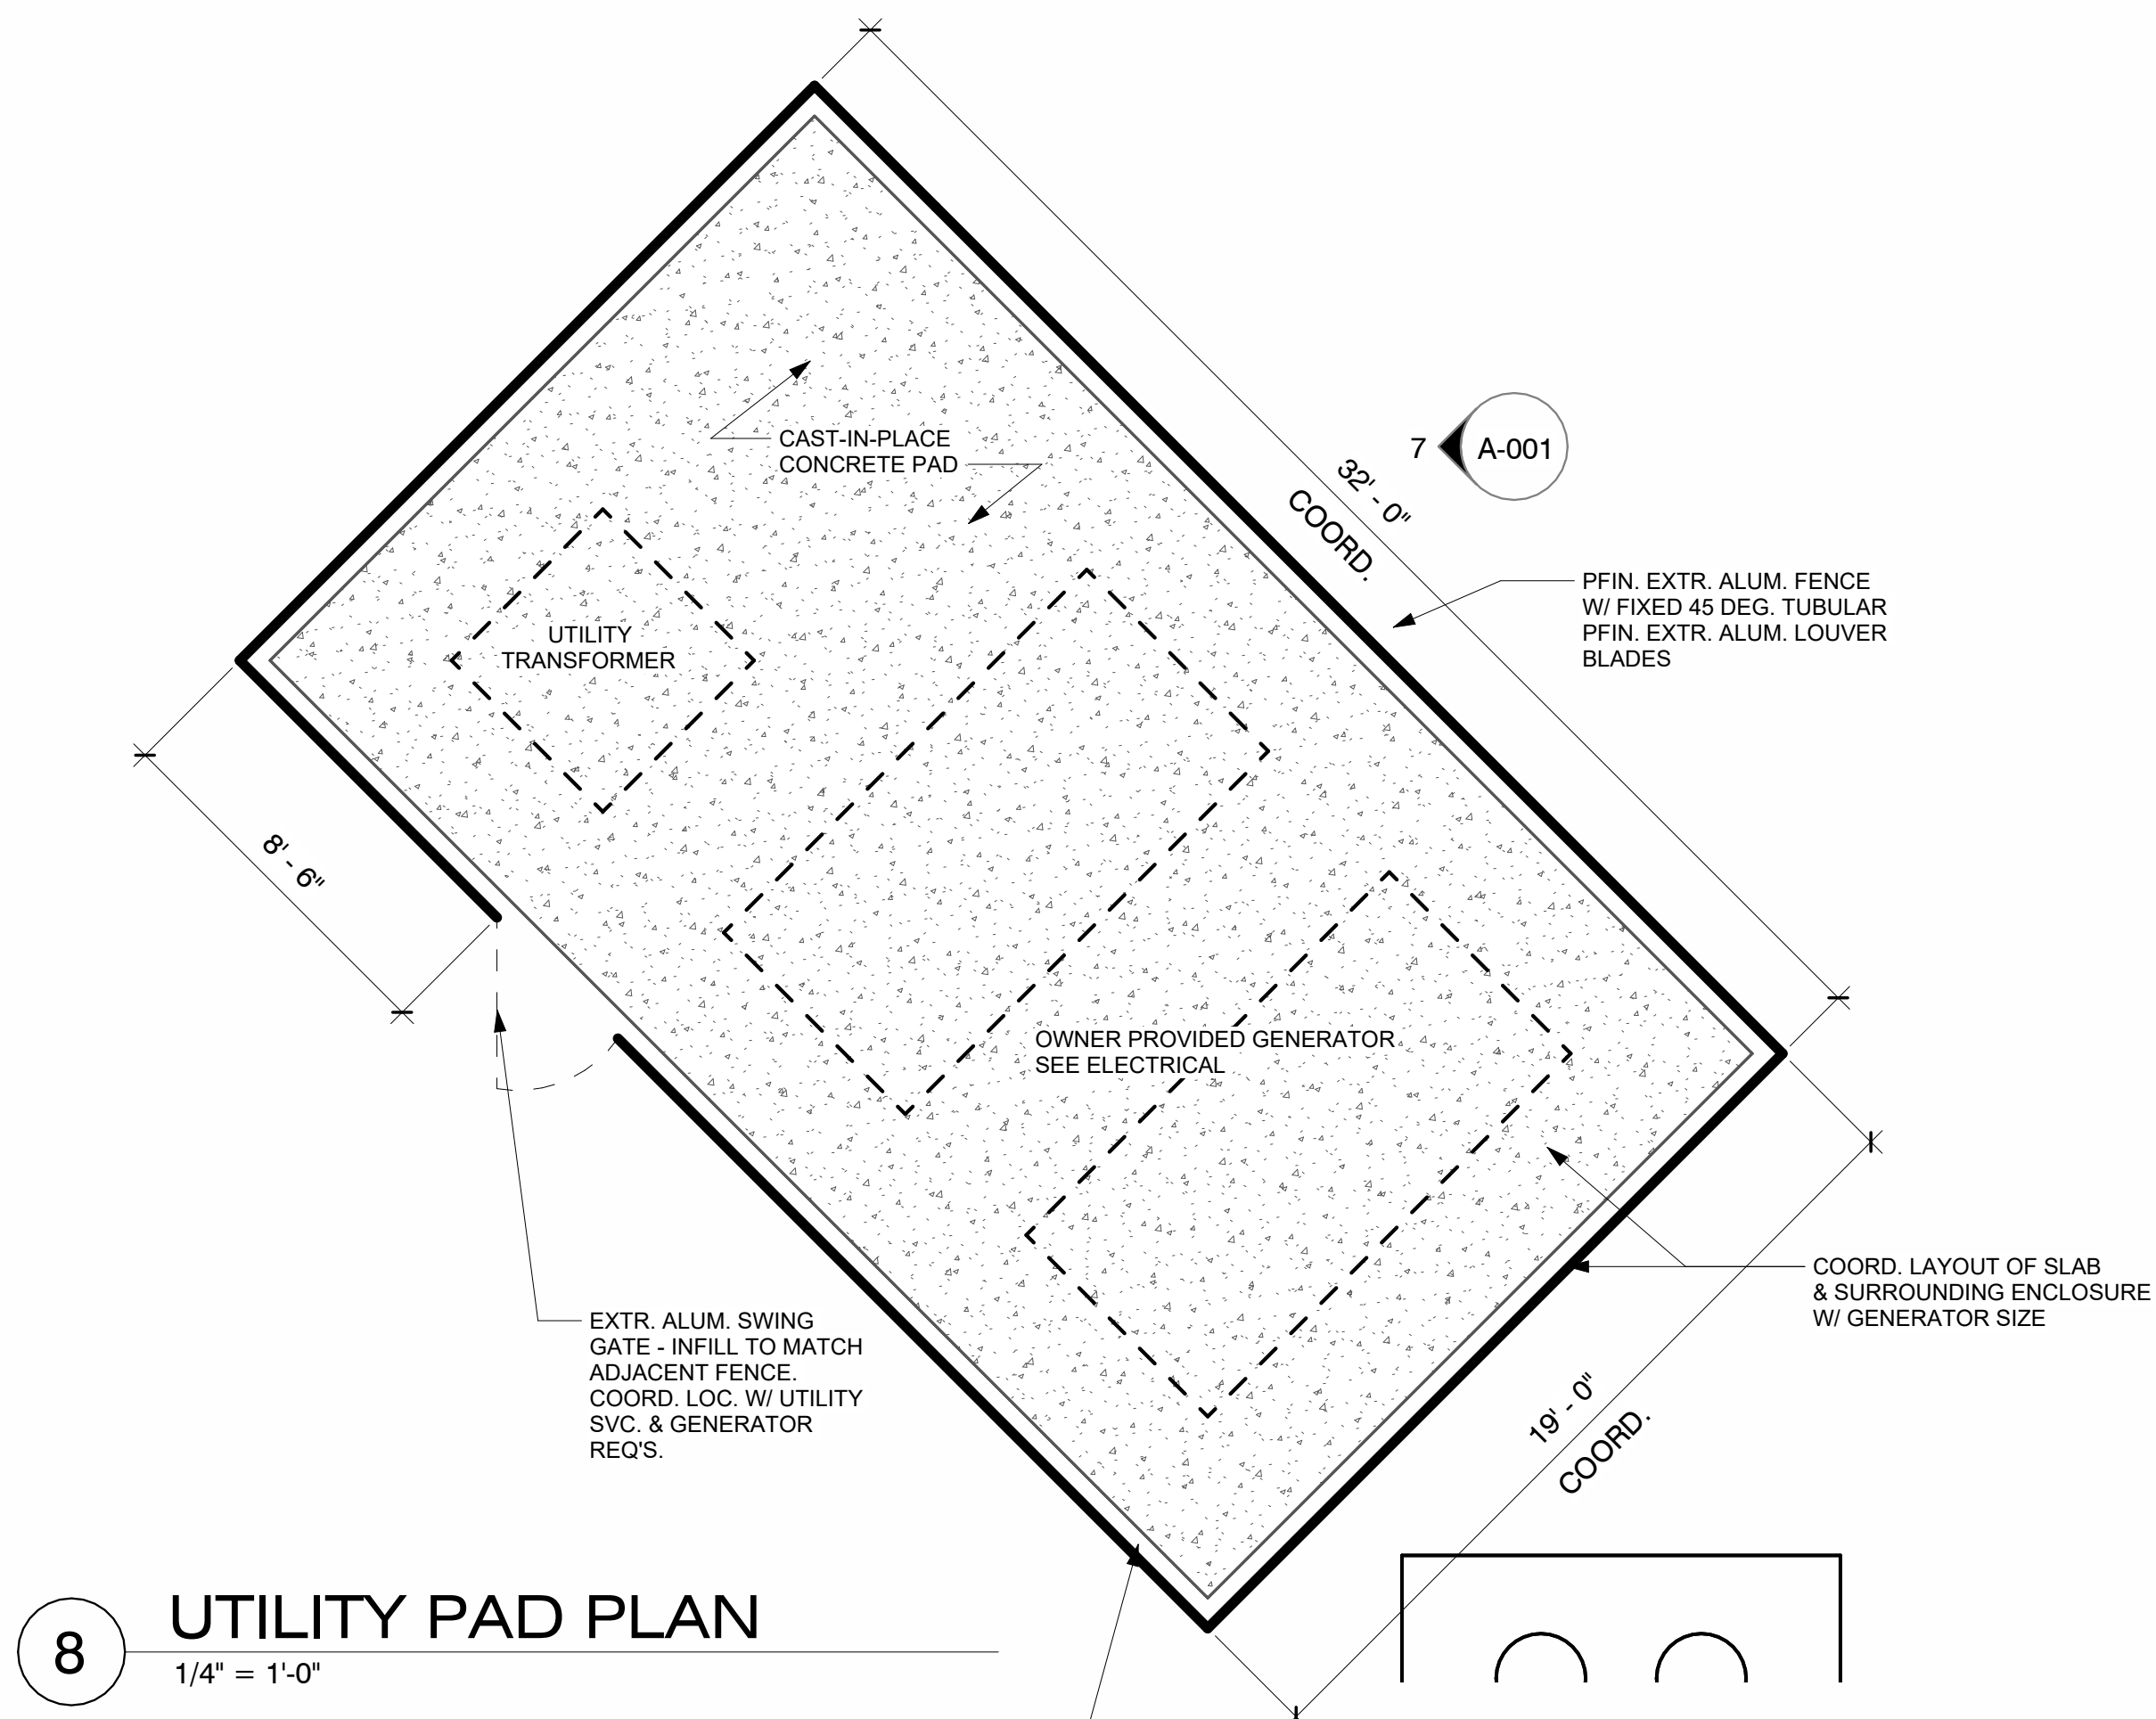 CAST-IN-PLACE
CONCRETE PAD
7
A-001
32' - 0"
COORD.
PFIN. EXTR. ALUM. FENCE
W/ FIXED 45 DEG. TUBULAR
PFIN. EXTR. ALUM. LOUVER
BLADES
UTILITY
TRANSFORMER
8' - 6"
OWNER PROVIDED GENERATOR
SEE ELECTRICAL
COORD. LAYOUT OF SLAB
& SURROUNDING ENCLOSURE
W/ GENERATOR SIZE
EXTR. ALUM. SWING
GATE - INFILL TO MATCH
ADJACENT FENCE.
COORD. LOC. W/ UTILITY
SVC. & GENERATOR
REQ'S.
19' - 0"
COORD.
8
UTILITY PAD PLAN
1/4" = 1'-0"